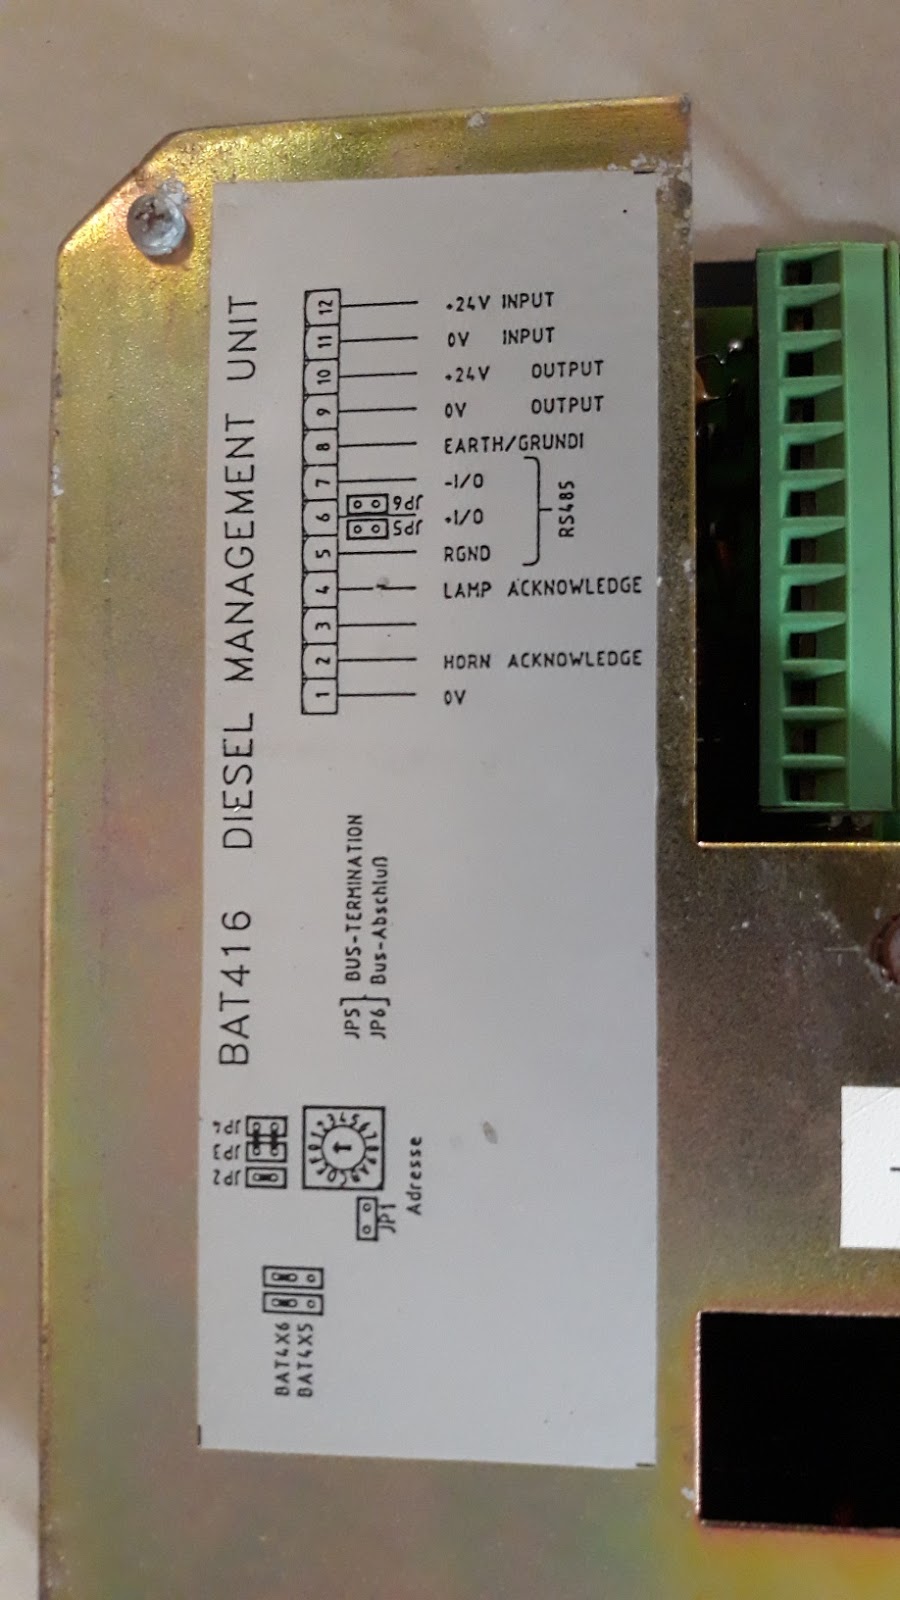 BAT416 DIESEL MANAGEMENT UNIT
12 +24V INPUT
11 0V INPUT
10 +24V OUTPUT
9 0V OUTPUT
8 EARTH/GRUNDI
7 -I/O
JP6
6 +I/O
JP5
RS485
5 RGND
4 LAMP ACKNOWLEDGE
3
2 HORN ACKNOWLEDGE
1 0V
JP5} BUS-TERMINATION
JP6} Bus-Abschluß
JP4
JP3
JP2
JP1
Adresse
BAT4X6
BAT4X5